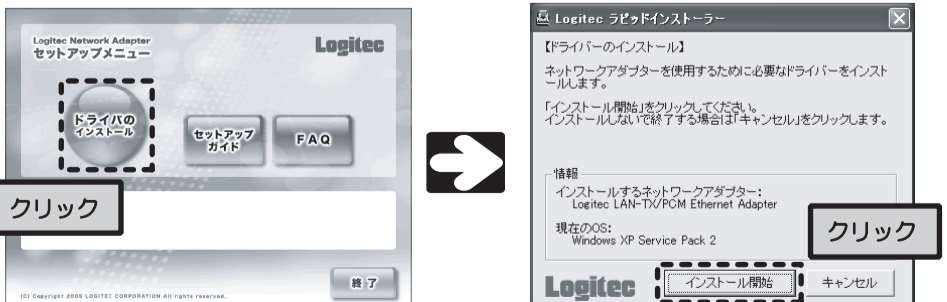 Logitec Network Adapter
セットアップメニュー
Logitec
ドライバの
インストール
セットアップ
ガイド
FAQ
クリック
終了
(C) Copyright 2005 LOGITEC CORPORATION All rights reserved.
Logitec ラピッドインストーラー
【ドライバーのインストール】
ネットワークアダプターを使用するために必要なドライバーをインスト
ールします。
「インストール開始」をクリックしてください。
インストールしないで終了する場合は「キャンセル」をクリックします。
情報
インストールするネットワークアダプター:
Logitec LAN-TX/PCM Ethernet Adapter
現在のOS:
Windows XP Service Pack 2
クリック
Logitec
インストール開始
キャンセル